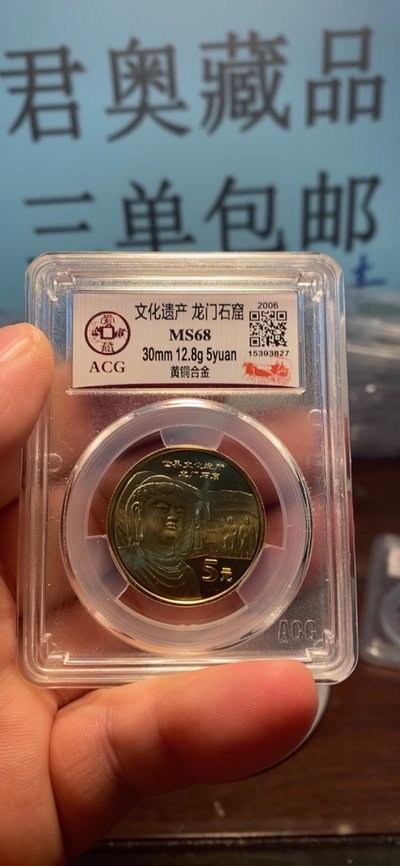 君奥藏品
三单包邮
文化遗产 龙门石窟
2006
MS68
30mm 12.8g 5yuan
15393827
ACG
黄铜合金
世界文化遗产
龙门石窟
5元
ACG